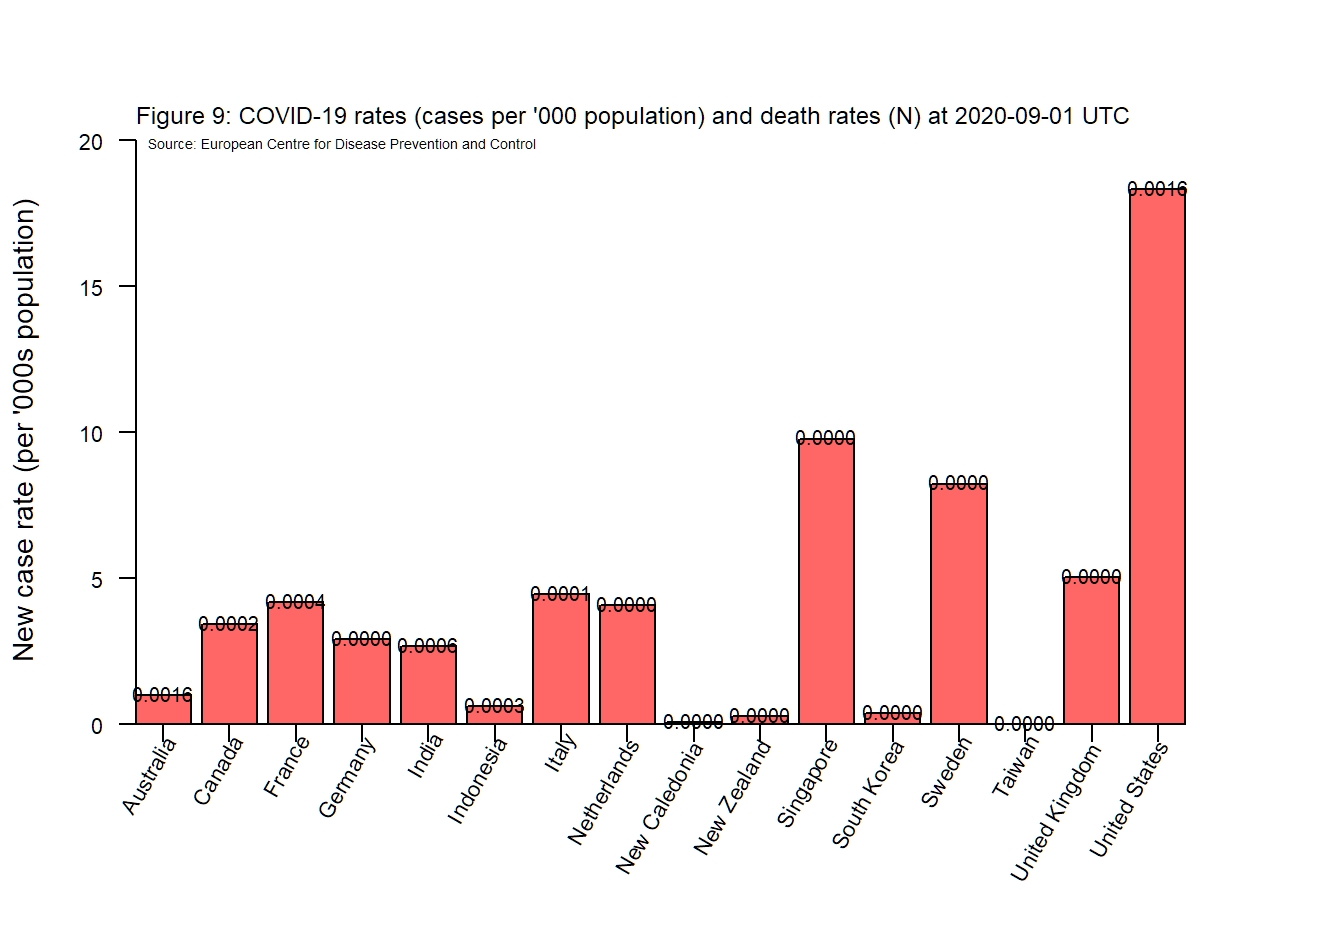 Figure 9: COVID-19 rates (cases per '000 population) and death rates (N) at 2020-09-01 UTC
Source: European Centre for Disease Prevention and Control
New case rate (per '000s population)
20
15
10
5
0
0.0016
0.0002
0.0004
0.0000
0.0006
0.0003
0.0001
0.0000
0.0000
0.0000
0.0000
0.0000
0.0000
0.0000
0.0000
0.0016
Australia
Canada
France
Germany
India
Indonesia
Italy
Netherlands
New Caledonia
New Zealand
Singapore
South Korea
Sweden
Taiwan
United Kingdom
United States